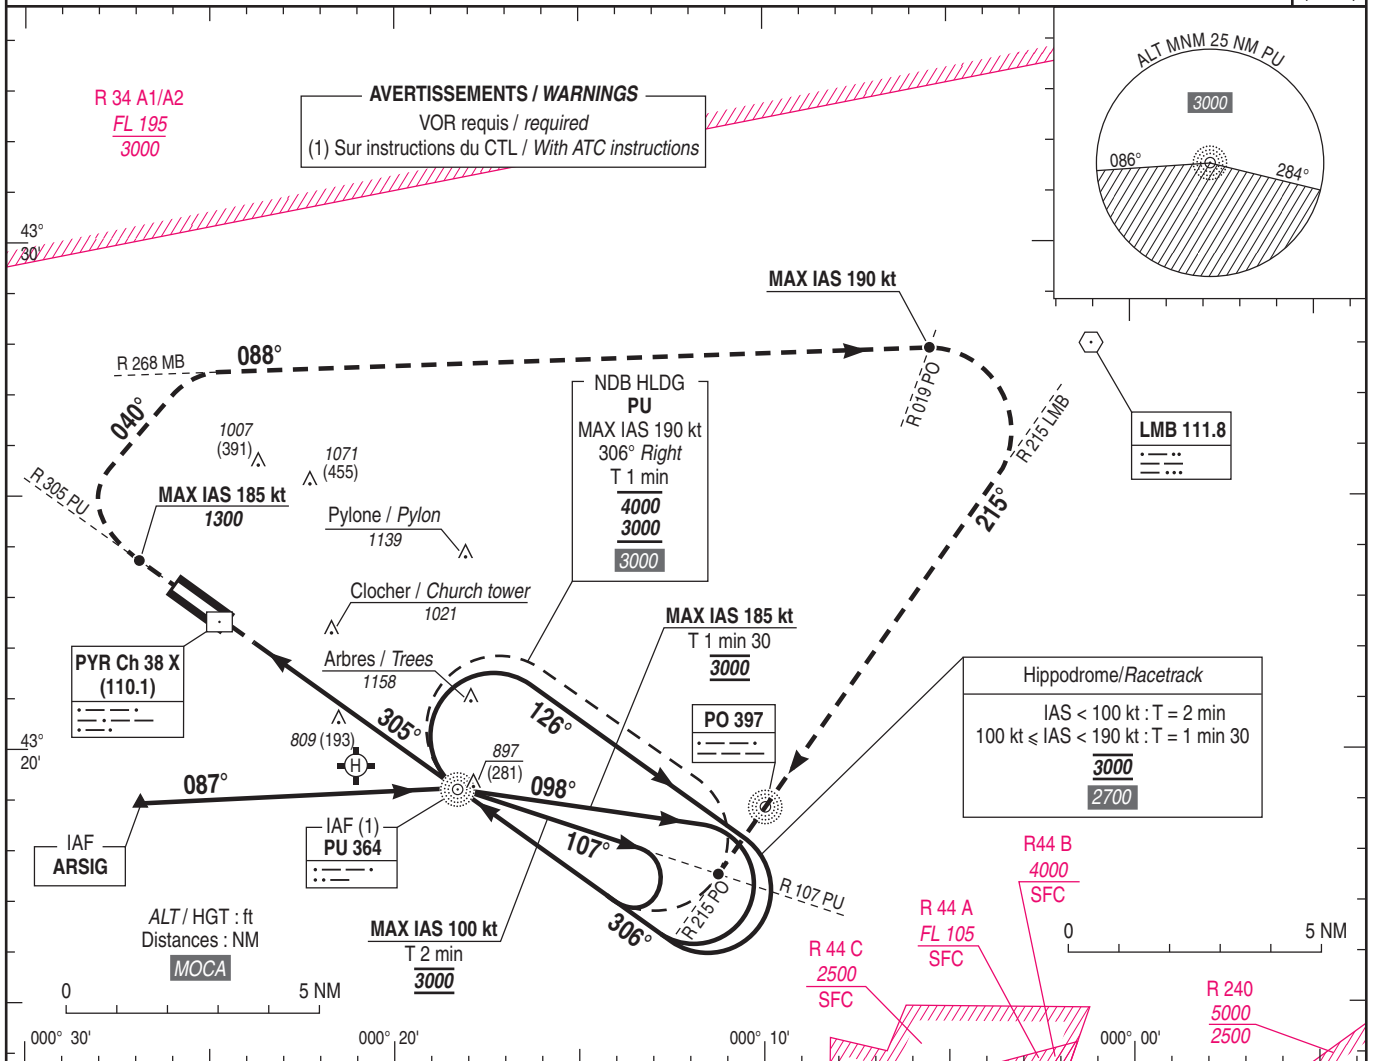 ALT MNM 25 NM PU
3000
086°
284°
R 34 A1/A2
FL 195
3000
AVERTISSEMENTS / WARNINGS
VOR requis / required
(1) Sur instructions du CTL / With ATC instructions
43°
30'
MAX IAS 190 kt
R 268 MB
088°
R 019 PO
R 215 LMB
LMB 111.8
040°
1007
(391)
1071
(455)
R 305 PU
MAX IAS 185 kt
1300
NDB HLDG
PU
MAX IAS 190 kt
306° Right
T 1 min
4000
3000
3000
215°
Pylone / Pylon
1139
Clocher / Church tower
1021
MAX IAS 185 kt
T 1 min 30
3000
PYR Ch 38 X
(110.1)
Arbres / Trees
1158
Hippodrome/Racetrack
IAS < 100 kt : T = 2 min
100 kt ⩽ IAS < 190 kt : T = 1 min 30
3000
2700
305°
126°
PO 397
809 (193)
H
897
(281)
43°
20'
087°
098°
IAF
ARSIG
IAF (1)
PU 364
107°
R 107 PU
R 215 PO
306°
ALT / HGT : ft
Distances : NM
MOCA
MAX IAS 100 kt
T 2 min
3000
R44 B
4000
SFC
R 44 A
FL 105
SFC
R 44 C
2500
SFC
R 240
5000
2500
0 5 NM
0 5 NM
000° 30'
000° 20'
000° 10'
000° 00'